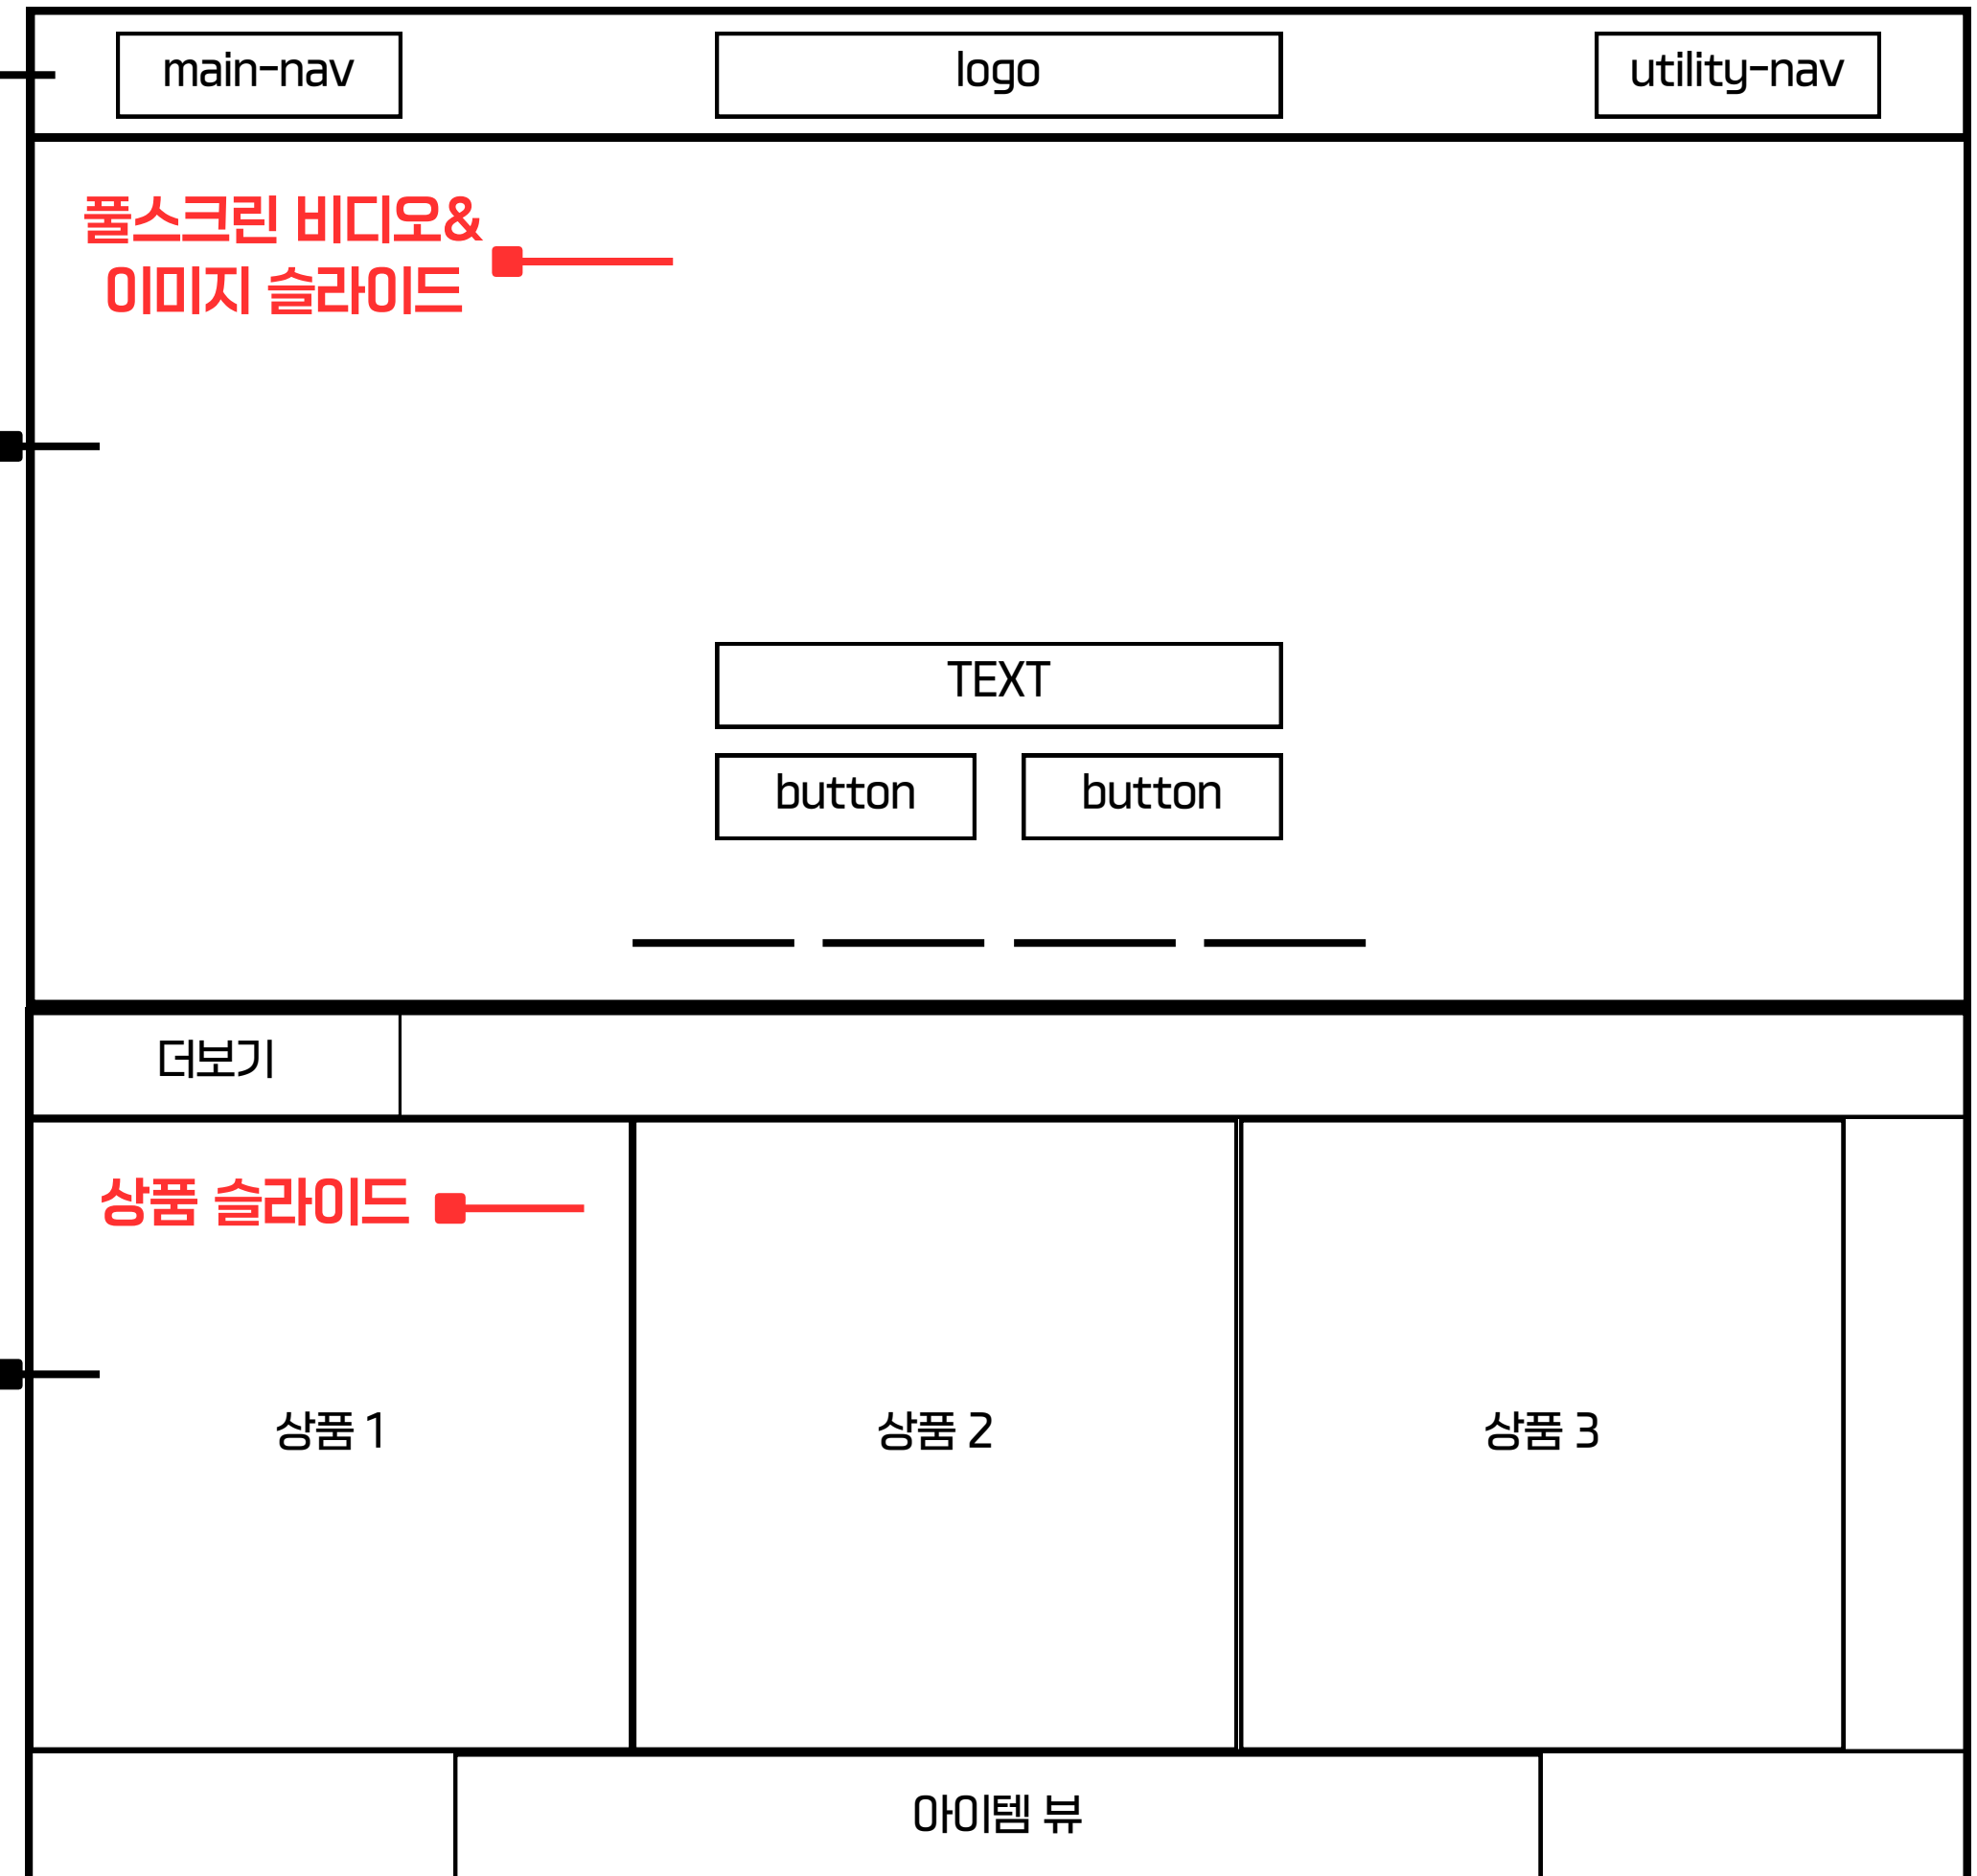 main-nav
logo
utility-nav
풀스크린 비디오&
이미지 슬라이드
TEXT
button
button
더보기
상품 슬라이드
상품 1
상품 2
상품 3
아이템 뷰